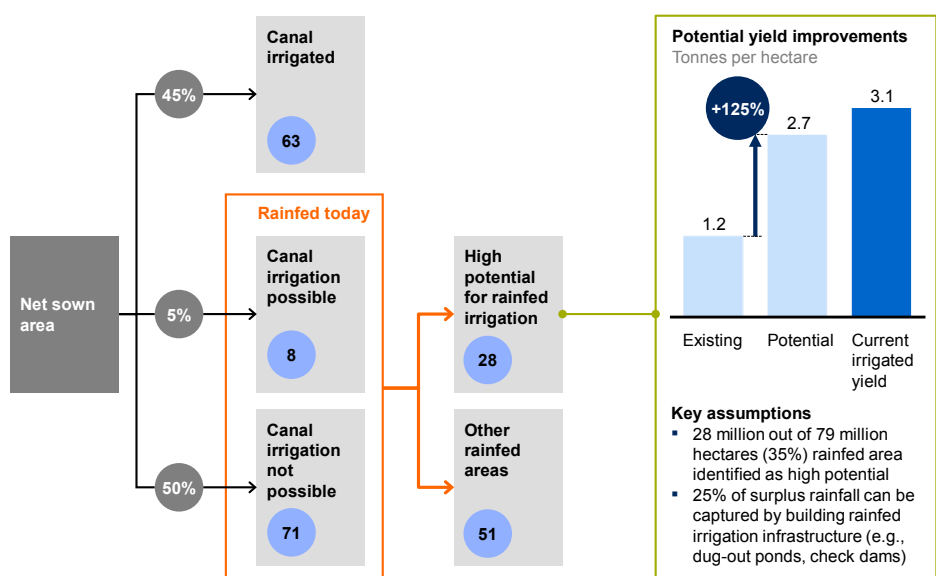 Net sown
area
45%
5%
50%
Canal
irrigated
63
Rainfed today
Canal
irrigation
possible
8
Canal
irrigation
not
possible
71
High
potential
for rainfed
irrigation
28
Other
rainfed
areas
51
Potential yield improvements
Tonnes per hectare
+125%
1.2
2.7
3.1
Existing
Potential
Current
irrigated
yield
Key assumptions
▪ 28 million out of 79 million
hectares (35%) rainfed area
identified as high potential
▪ 25% of surplus rainfall can be
captured by building rainfed
irrigation infrastructure (e.g.,
dug-out ponds, check dams)